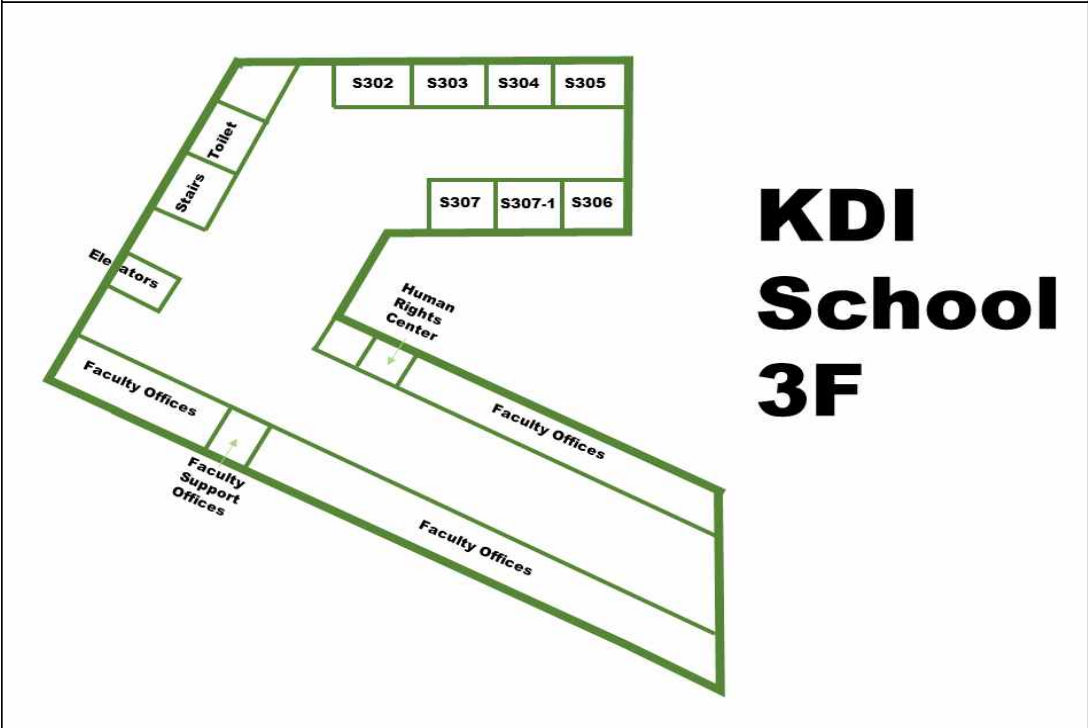 S302
S303
S304
S305
Toilet
Stairs
S307
S307-1
S306
Elevators
Human
Rights
Center
KDI
School
3F
Faculty Offices
Faculty Offices
Faculty
Support
Offices
Faculty Offices